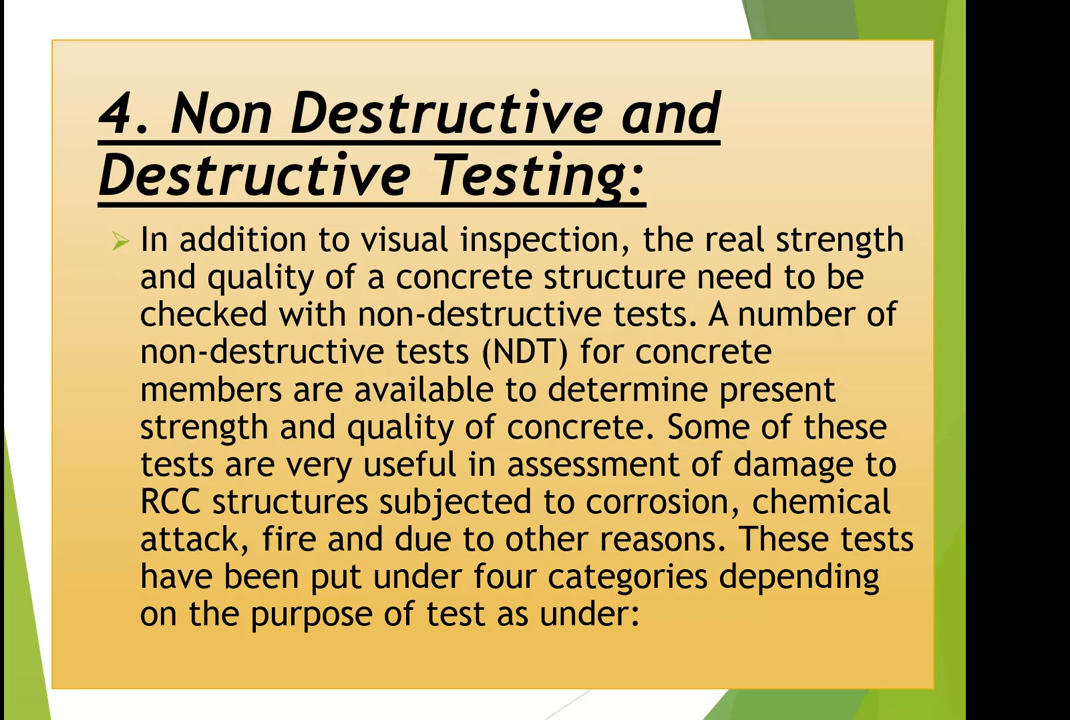 4. Non Destructive and
Destructive Testing:
In addition to visual inspection, the real strength
and quality of a concrete structure need to be
checked with non-destructive tests. A number of
non-destructive tests (NDT) for concrete
members are available to determine present
strength and quality of concrete. Some of these
tests are very useful in assessment of damage to
RCC structures subjected to corrosion, chemical
attack, fire and due to other reasons. These tests
have been put under four categories depending
on the purpose of test as under: